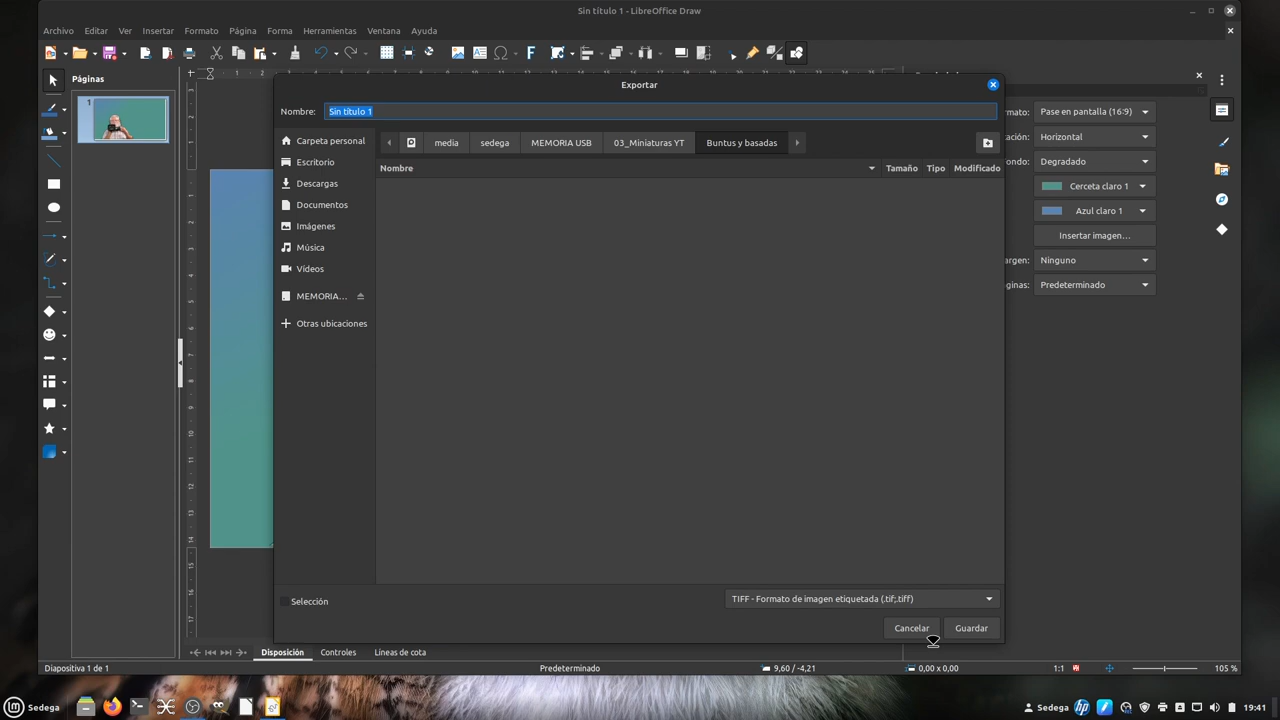 Sin título 1 - LibreOffice Draw
Archivo Editar Ver Insertar Formato Página Forma Herramientas Ventana Ayuda
Páginas
1
Exportar
Nombre: Sin título 1
Carpeta personal
Escritorio
Descargas
Documentos
Imágenes
Música
Vídeos
MEMORIA…
Otras ubicaciones
media sedega MEMORIA USB 03_Miniaturas YT Buntus y basadas
Nombre Tamaño Tipo Modificado
Selección
TIFF - Formato de imagen etiquetada (.tif;.tiff)
Cancelar Guardar
Pase en pantalla (16∶9)
Horizontal
Degradado
Cerceta claro 1
Azul claro 1
Insertar imagen…
Ninguno
Predeterminado
Disposición Controles Líneas de cota
Diapositiva 1 de 1 Predeterminado 9,60 / -4,21 0,00 x 0,00 1:1 105 %
Sedega Sedega 19:41